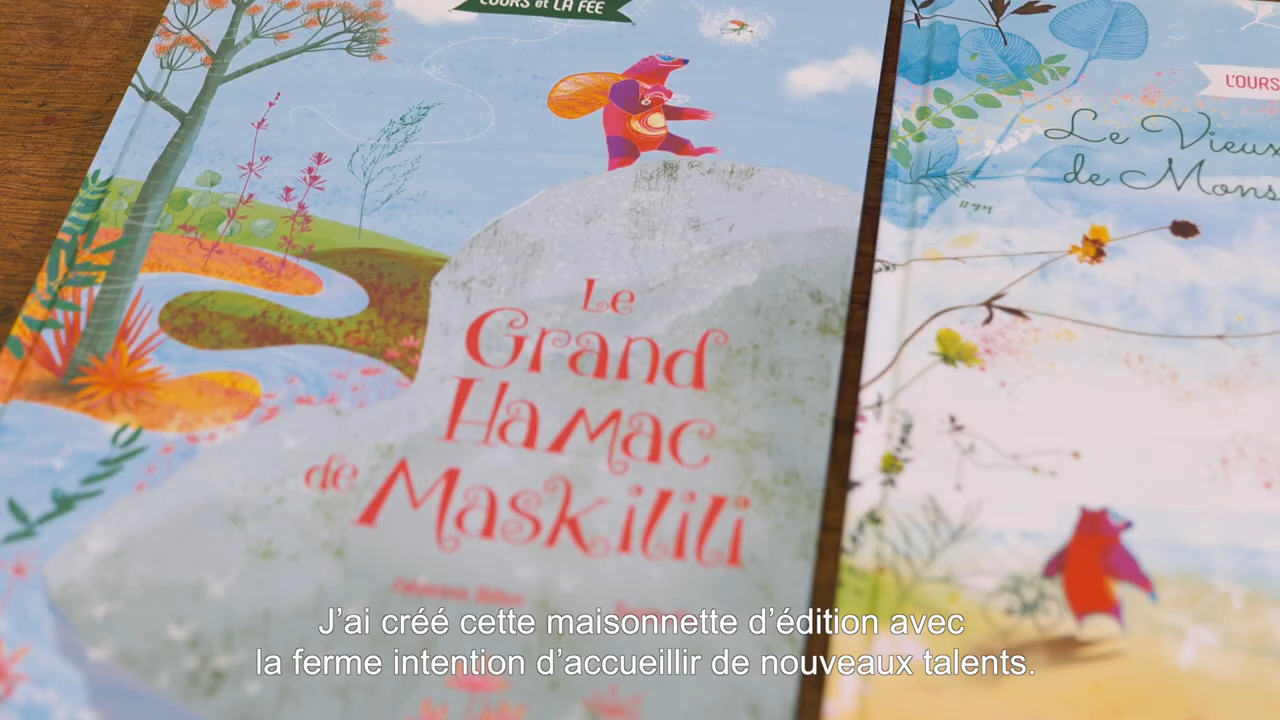 L'OURS et LA FÉE
Le
Grand
Hamac
de Maskilili
L'OURS
Le Vieux
de Mons
J'ai créé cette maisonnette d'édition avec
la ferme intention d'accueillir de nouveaux talents.